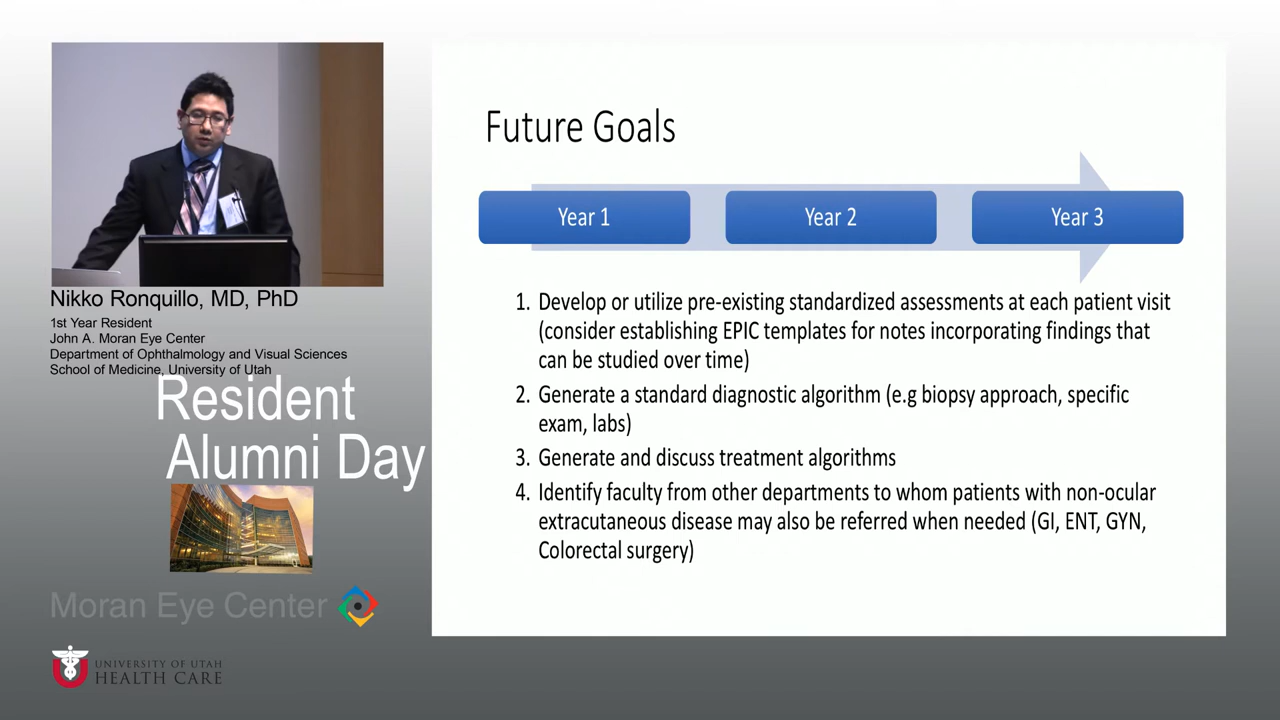 Future Goals
Year 1
Year 2
Year 3
1. Develop or utilize pre-existing standardized assessments at each patient visit
(consider establishing EPIC templates for notes incorporating findings that
can be studied over time)
2. Generate a standard diagnostic algorithm (e.g biopsy approach, specific
exam, labs)
3. Generate and discuss treatment algorithms
4. Identify faculty from other departments to whom patients with non-ocular
extracutaneous disease may also be referred when needed (GI, ENT, GYN,
Colorectal surgery)
Nikko Ronquillo, MD, PhD
1st Year Resident
John A. Moran Eye Center
Department of Ophthalmology and Visual Sciences
School of Medicine, University of Utah
Resident
Alumni Day
Moran Eye Center
U
UNIVERSITY OF UTAH
HEALTH CARE